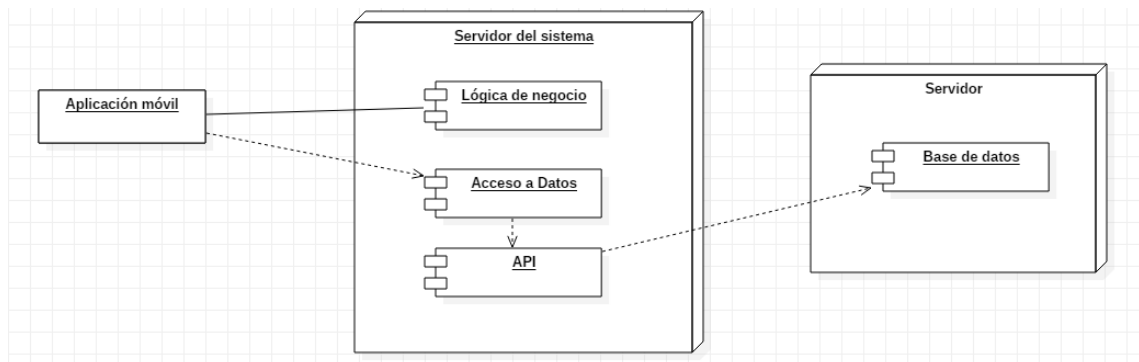 Servidor del sistema
Aplicación móvil
Lógica de negocio
Acceso a Datos
API
Servidor
Base de datos